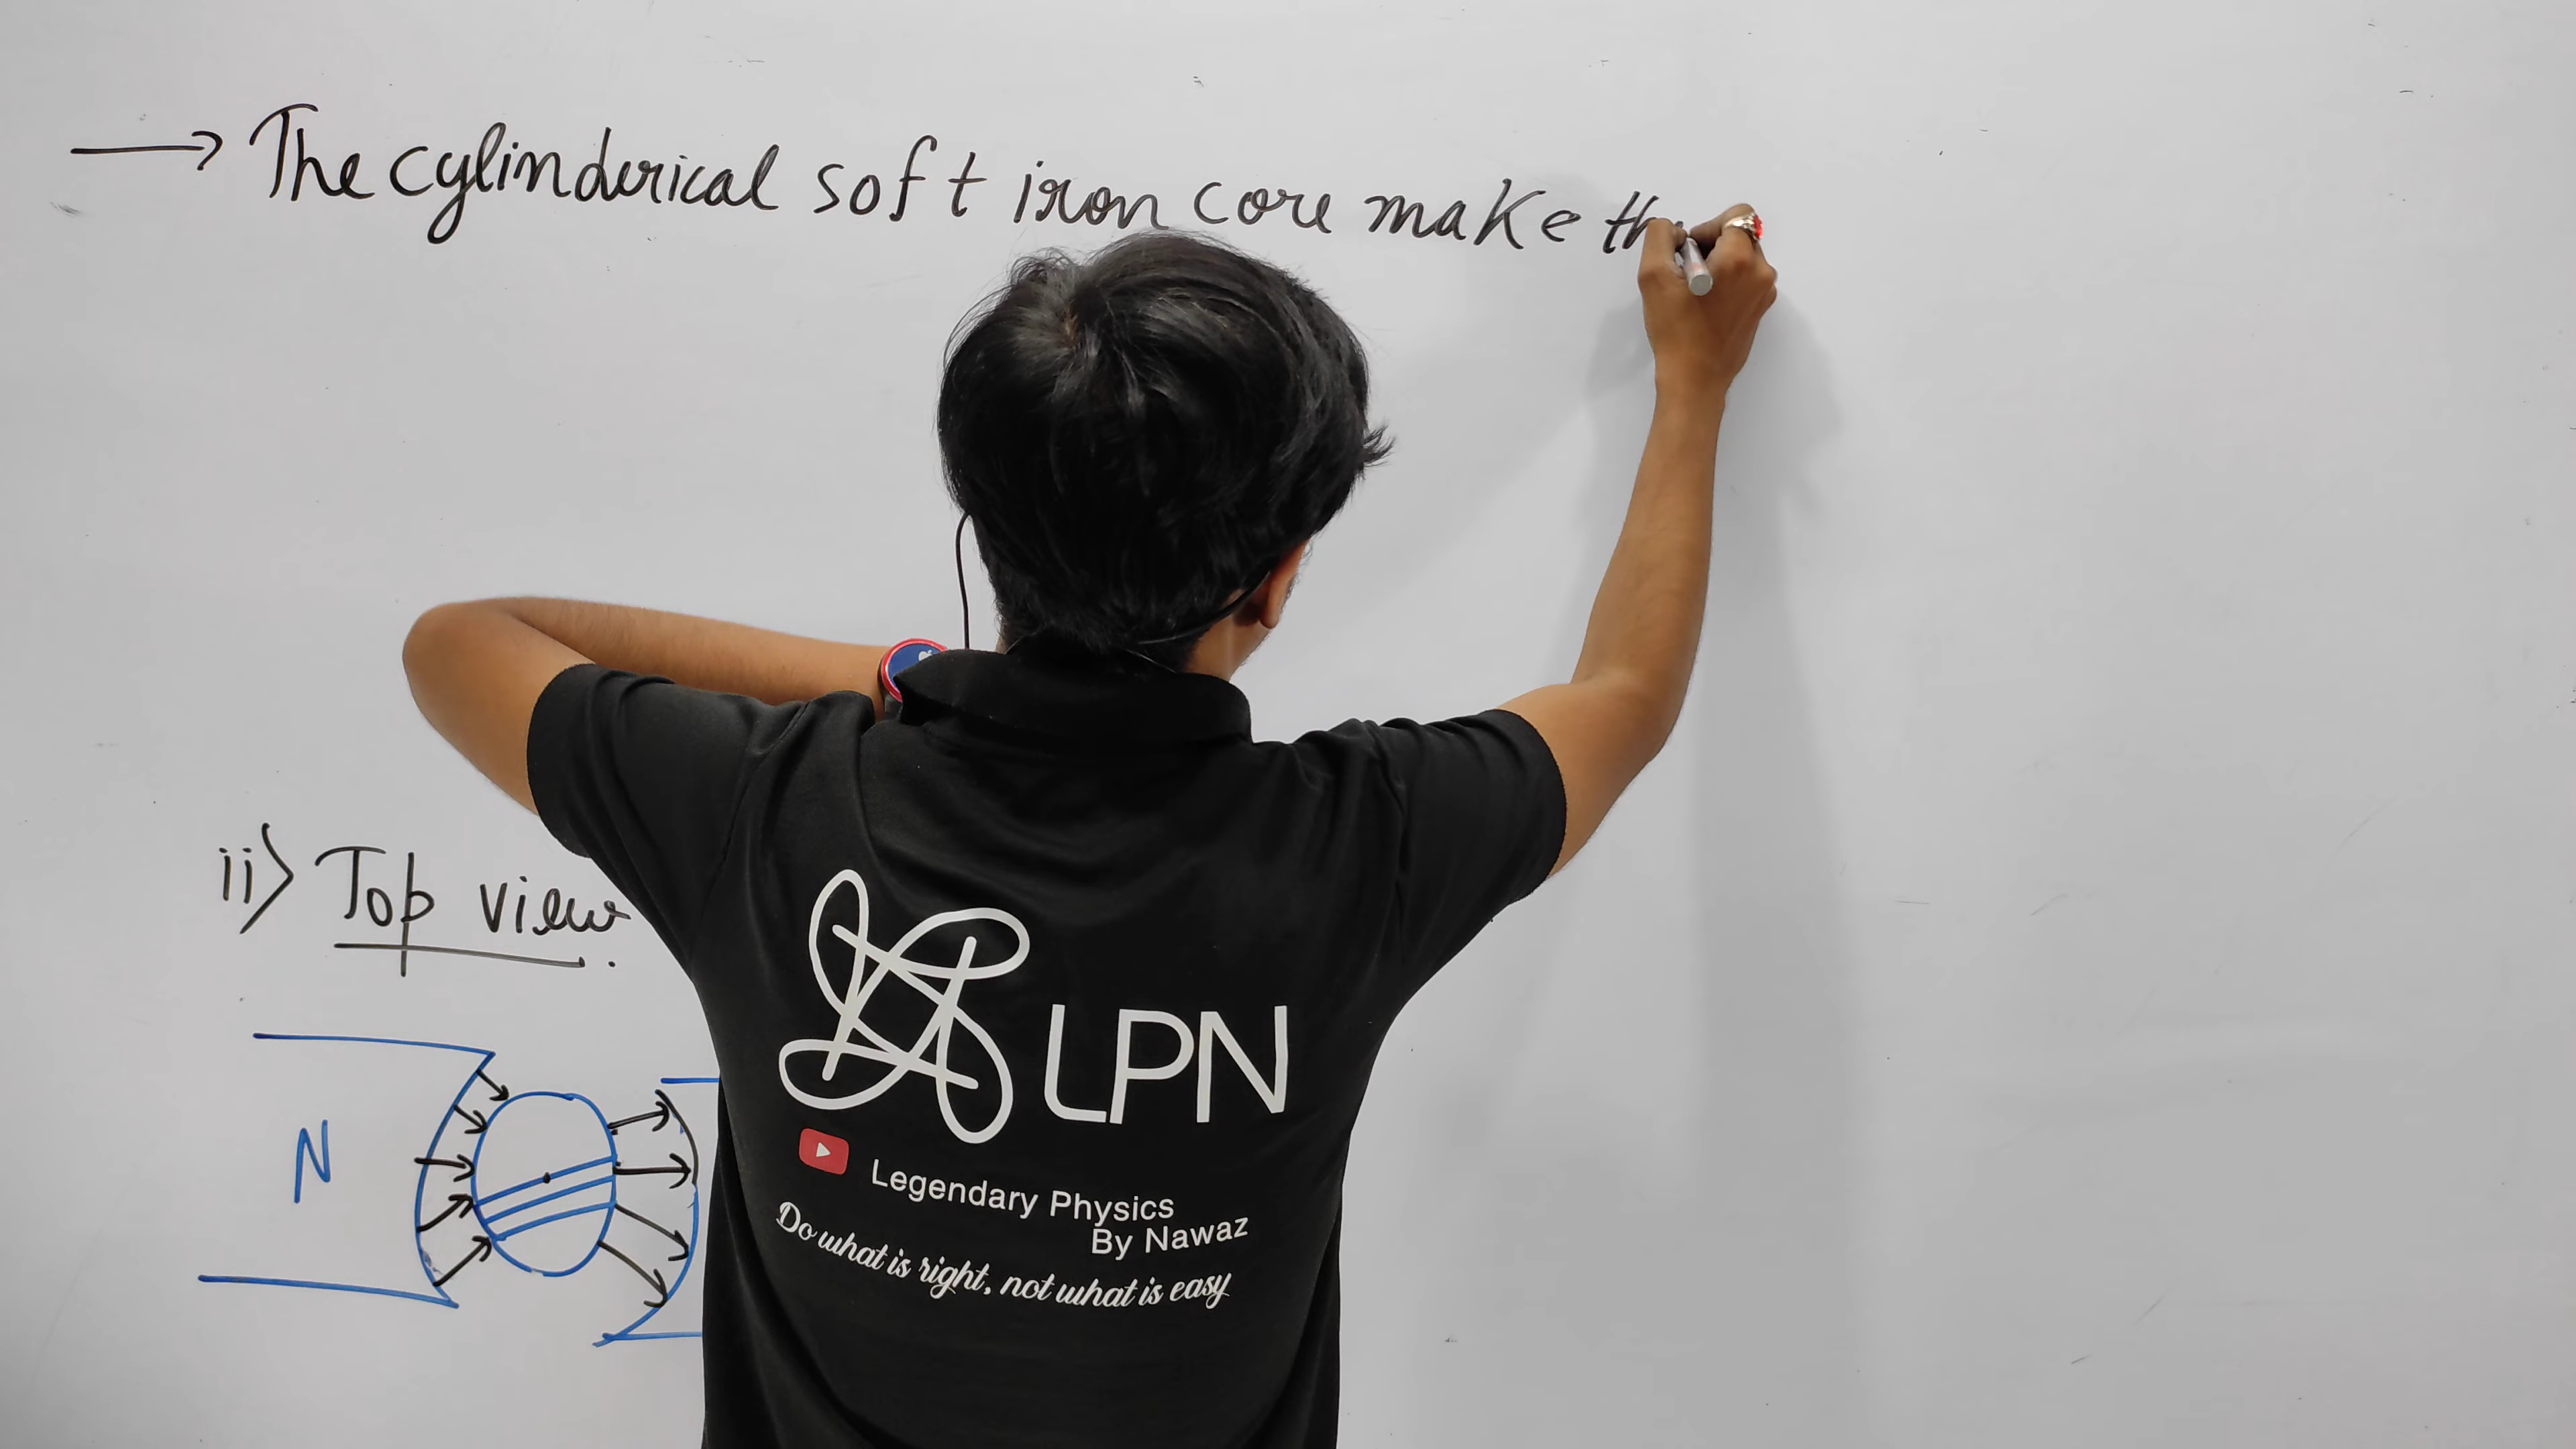 → The cylinderical soft iron core make th
ii> Top view.
N
LPN
Legendary Physics
By Nawaz
Do what is right, not what is easy